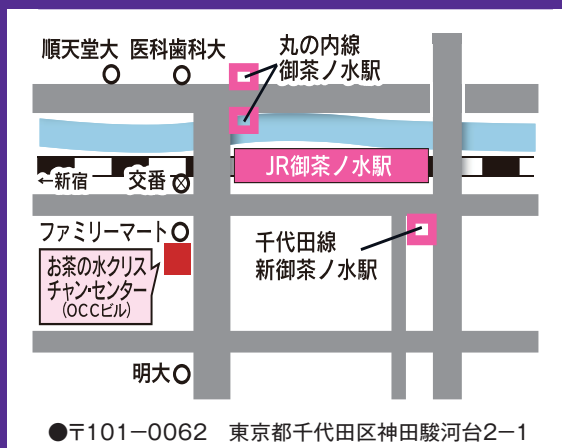 順天堂大
医科歯科大
丸の内線
御茶ノ水駅
JR御茶ノ水駅
←新宿
交番
ファミリーマート
千代田線
新御茶ノ水駅
お茶の水クリス
チャン・センター
(OCCビル)
明大
●〒101-0062 東京都千代田区神田駿河台2-1